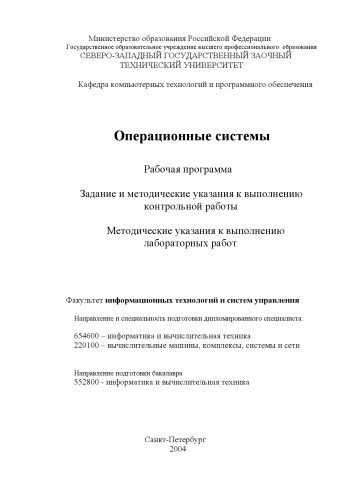 Министерство образования Российской Федерации
Государственное образовательное учреждение высшего профессионального образования
СЕВЕРО-ЗАПАДНЫЙ ГОСУДАРСТВЕННЫЙ ЗАОЧНЫЙ
ТЕХНИЧЕСКИЙ УНИВЕРСИТЕТ
Кафедра компьютерных технологий и программного обеспечения
Операционные системы
Рабочая программа
Задание и методические указания к выполнению
контрольной работы
Методические указания к выполнению
лабораторных работ
Факультет информационных технологий и систем управления
Направление и специальность подготовки дипломированного специалиста:
654600 – информатика и вычислительная техника
220100 – вычислительные машины, комплексы, системы и сети
Направление подготовки бакалавра
552800 - информатика и вычислительная техника
Санкт-Петербург
2004